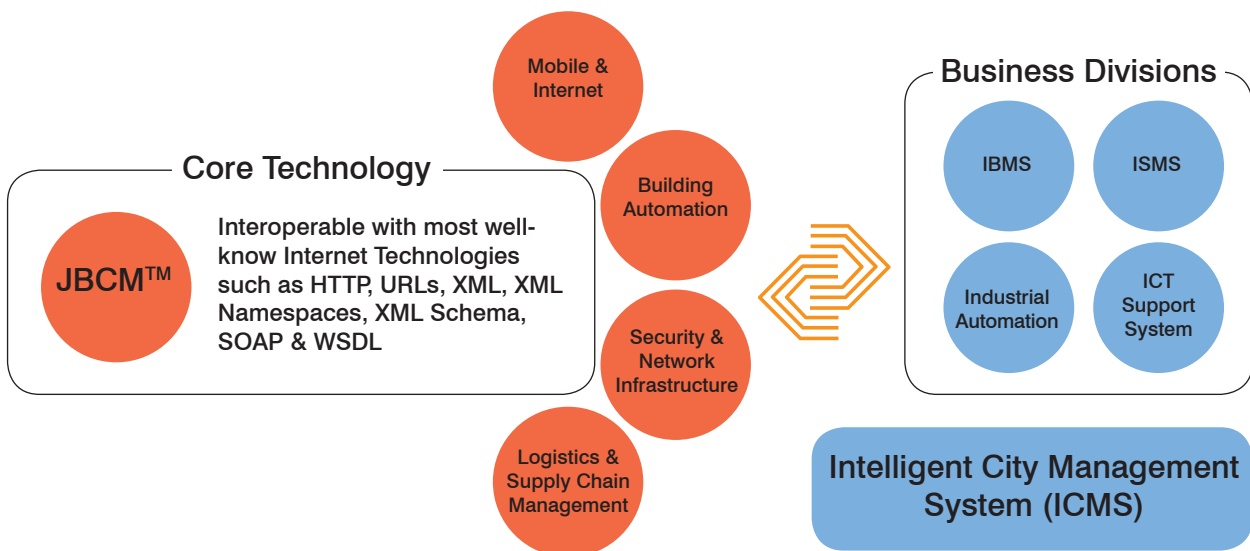 Core Technology
JBCM™
Interoperable with most well-
know Internet Technologies
such as HTTP, URLs, XML, XML
Namespaces, XML Schema,
SOAP & WSDL
Mobile &
Internet
Building
Automation
Security &
Network
Infrastructure
Logistics &
Supply Chain
Management
Business Divisions
IBMS
ISMS
Industrial
Automation
ICT
Support
System
Intelligent City Management
System (ICMS)